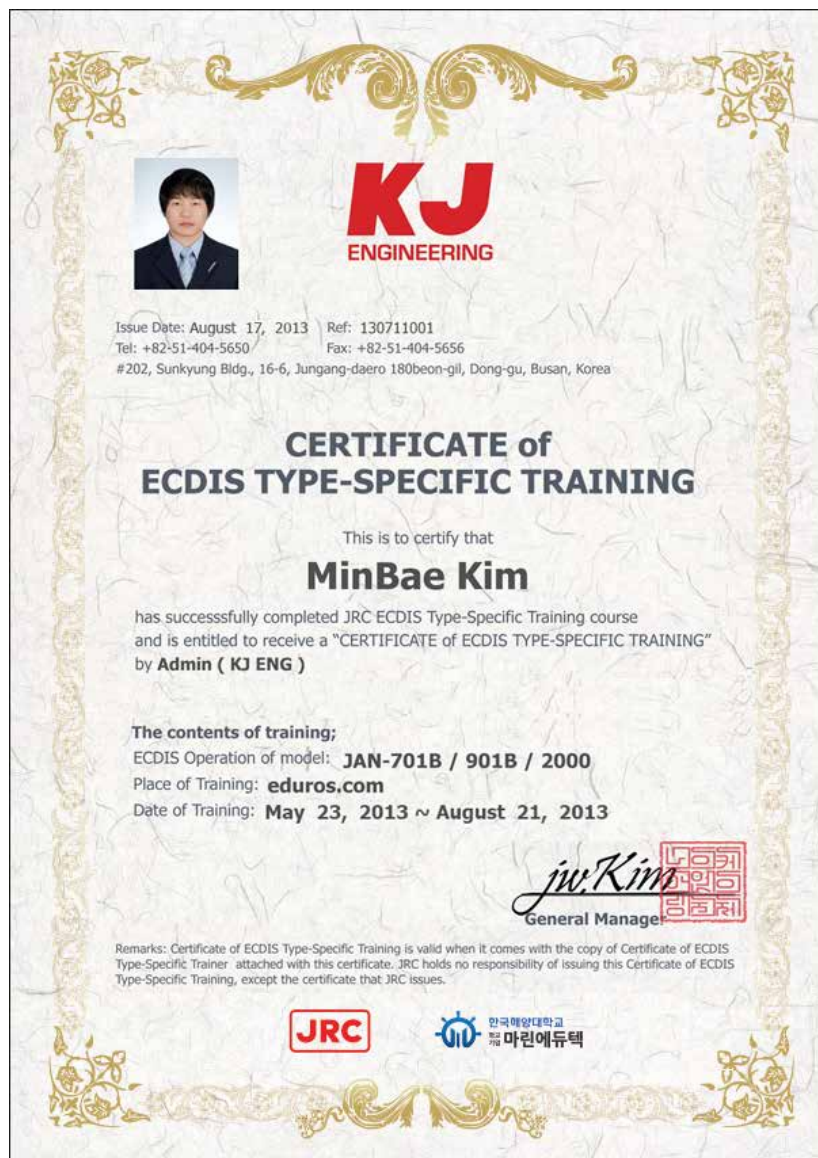 KJ
ENGINEERING
Issue Date: August 17, 2013 Ref: 130711001
Tel: +82-51-404-5650 Fax: +82-51-404-5656
#202, Sunkyung Bldg., 16-6, Jungang-daero 180beon-gil, Dong-gu, Busan, Korea
CERTIFICATE of
ECDIS TYPE-SPECIFIC TRAINING
This is to certify that
MinBae Kim
has successsfully completed JRC ECDIS Type-Specific Training course
and is entitled to receive a “CERTIFICATE of ECDIS TYPE-SPECIFIC TRAINING”
by Admin ( KJ ENG )
The contents of training;
ECDIS Operation of model: JAN-701B / 901B / 2000
Place of Training: eduros.com
Date of Training: May 23, 2013 ~ August 21, 2013
jw.Kim
General Manager
Remarks: Certificate of ECDIS Type-Specific Training is valid when it comes with the copy of Certificate of ECDIS
Type-Specific Trainer attached with this certificate. JRC holds no responsibility of issuing this Certificate of ECDIS
Type-Specific Training, except the certificate that JRC issues.
JRC
한국해양대학교
학교기업 마린에듀텍